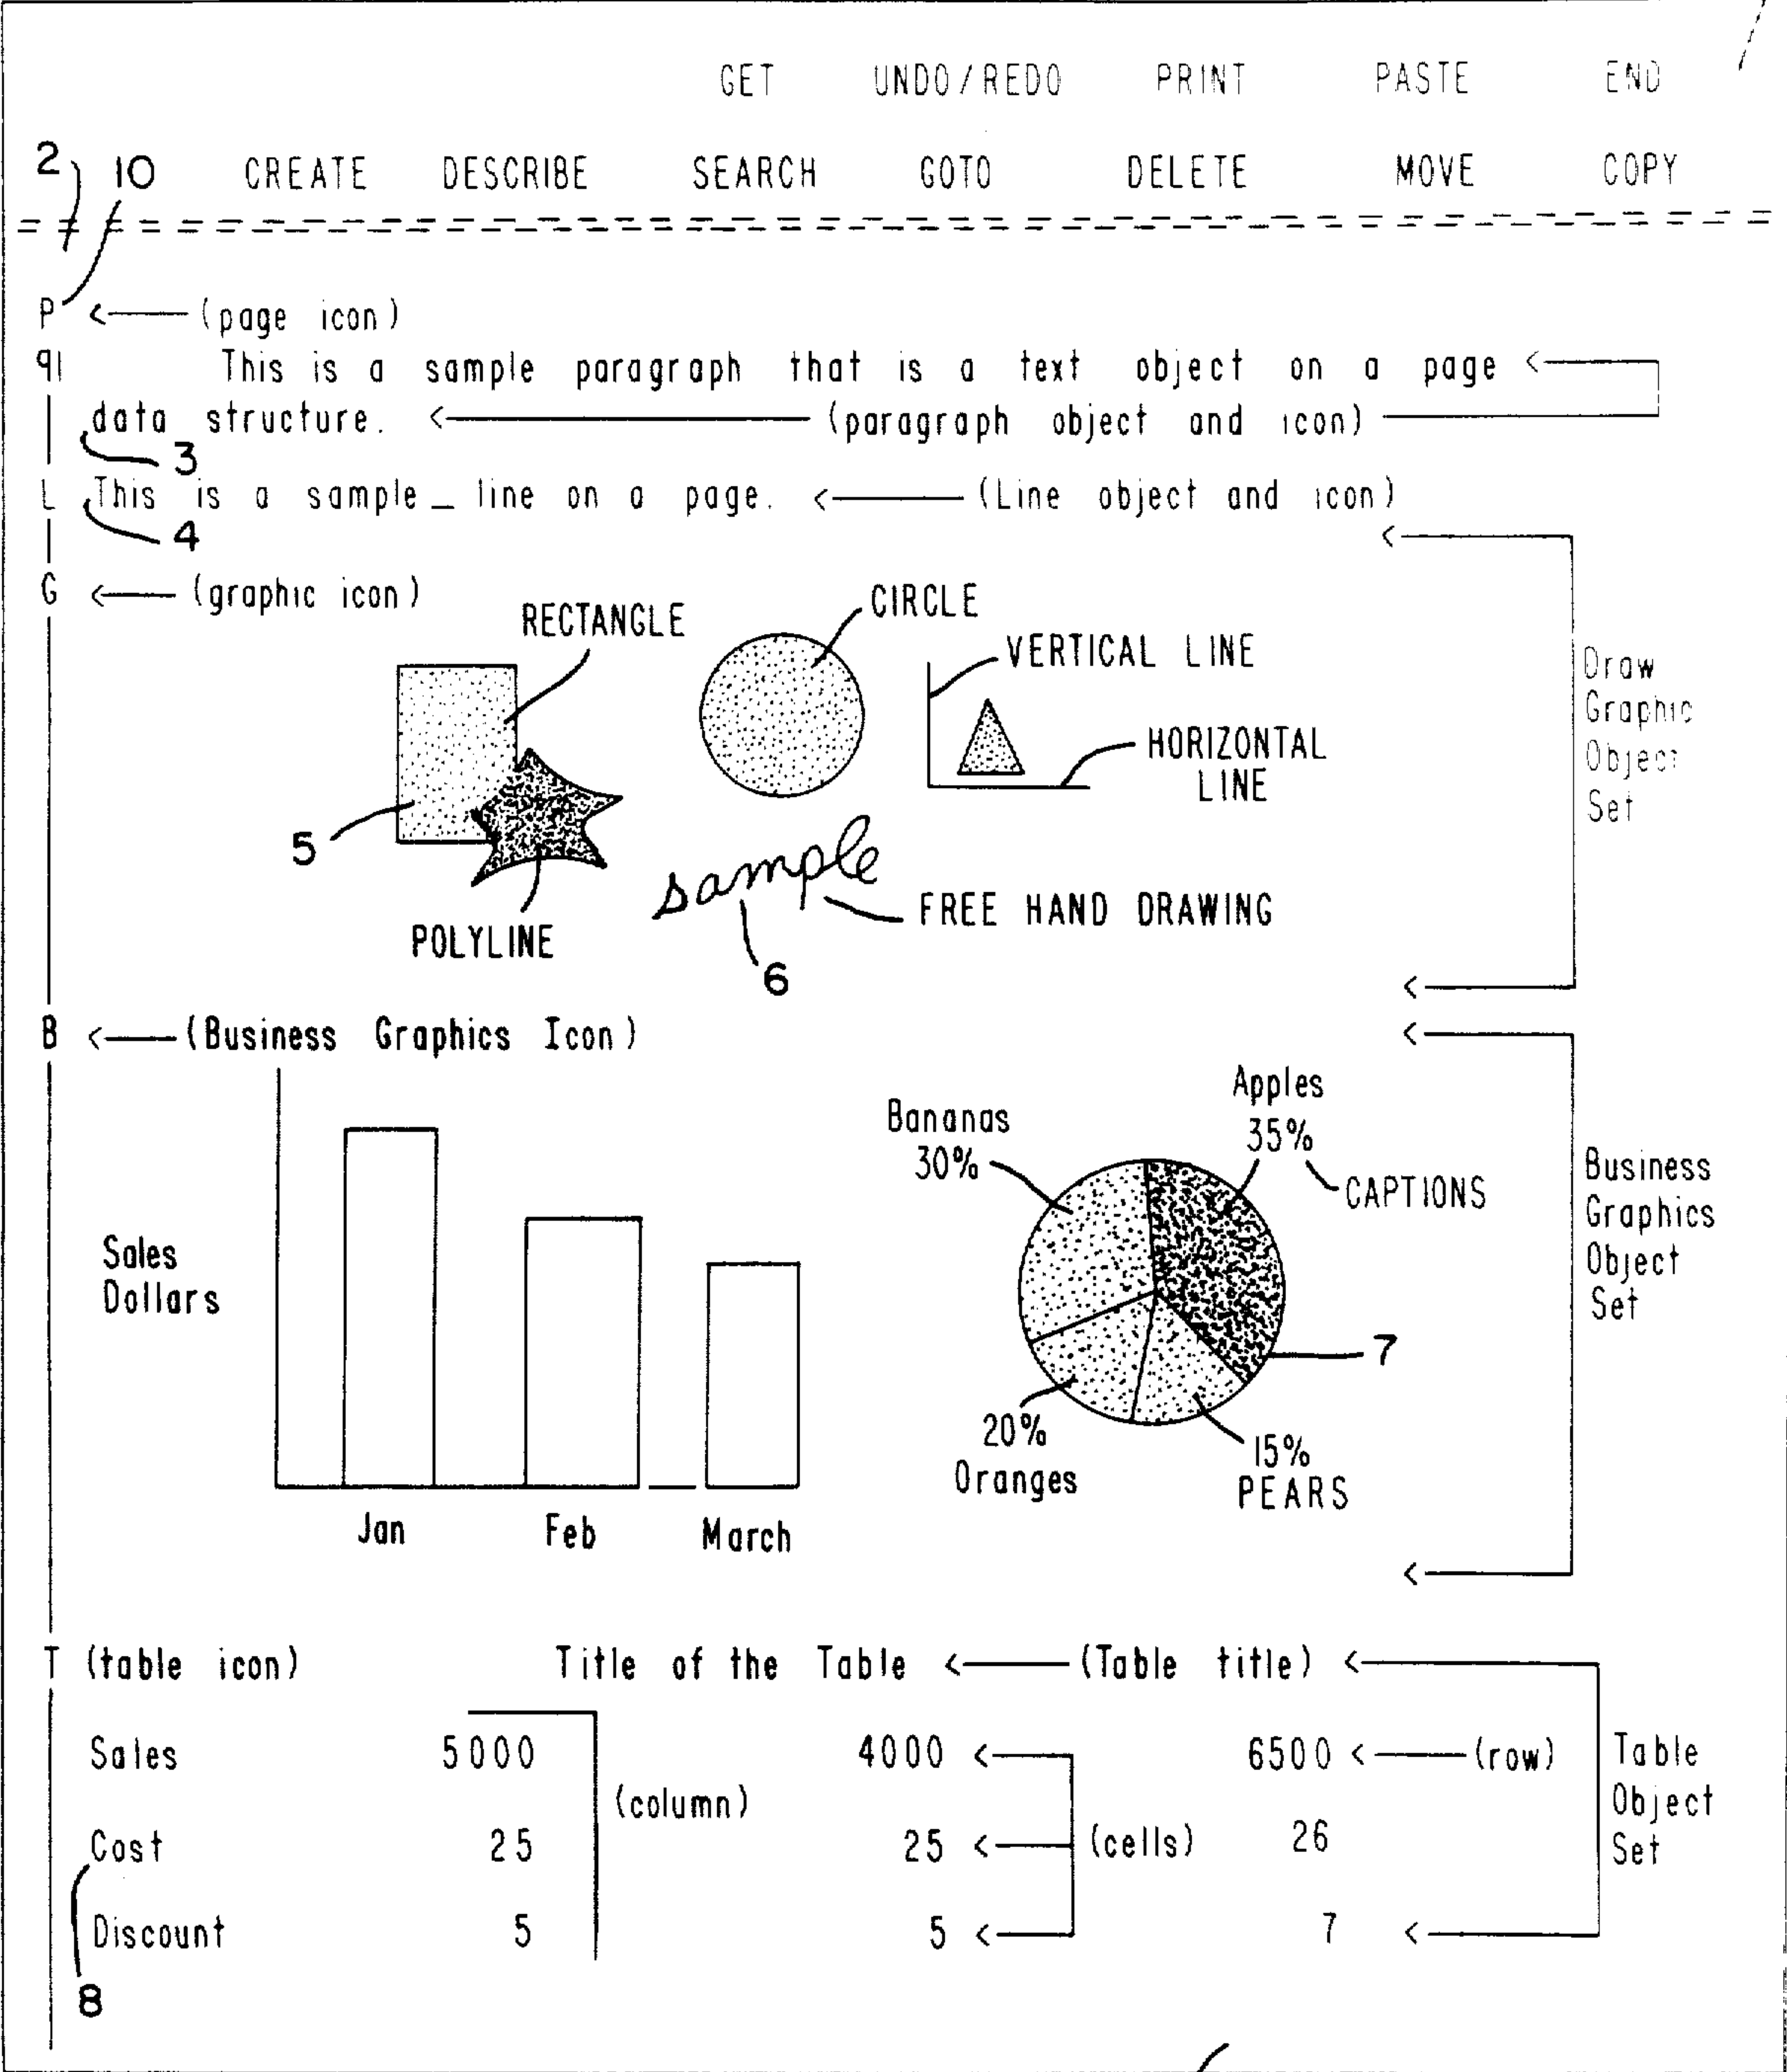 GET UNDO/REDO PRINT PASTE END
2 10 CREATE DESCRIBE SEARCH GOTO DELETE MOVE COPY
P <—— (page icon)
¶ This is a sample paragraph that is a text object on a page <——
data structure. <—— (paragraph object and icon)
3
L This is a sample_ line on a page. <—— (Line object and icon)
4
G <—— (graphic icon)
RECTANGLE
CIRCLE
VERTICAL LINE
HORIZONTAL
LINE
5
sample
FREE HAND DRAWING
POLYLINE
6
Draw
Graphic
Object
Set
B <—— (Business Graphics Icon)
Sales
Dollars
Jan Feb March
Bananas
30%
Apples
35%
CAPTIONS
7
20%
Oranges
15%
PEARS
Business
Graphics
Object
Set
T (table icon) Title of the Table <—— (Table title) <——
Sales 5000 4000 <—— 6500 <—— (row)
(column)
Cost 25 25 <—— (cells) 26
Discount 5 5 <—— 7 <——
8
Table
Object
Set